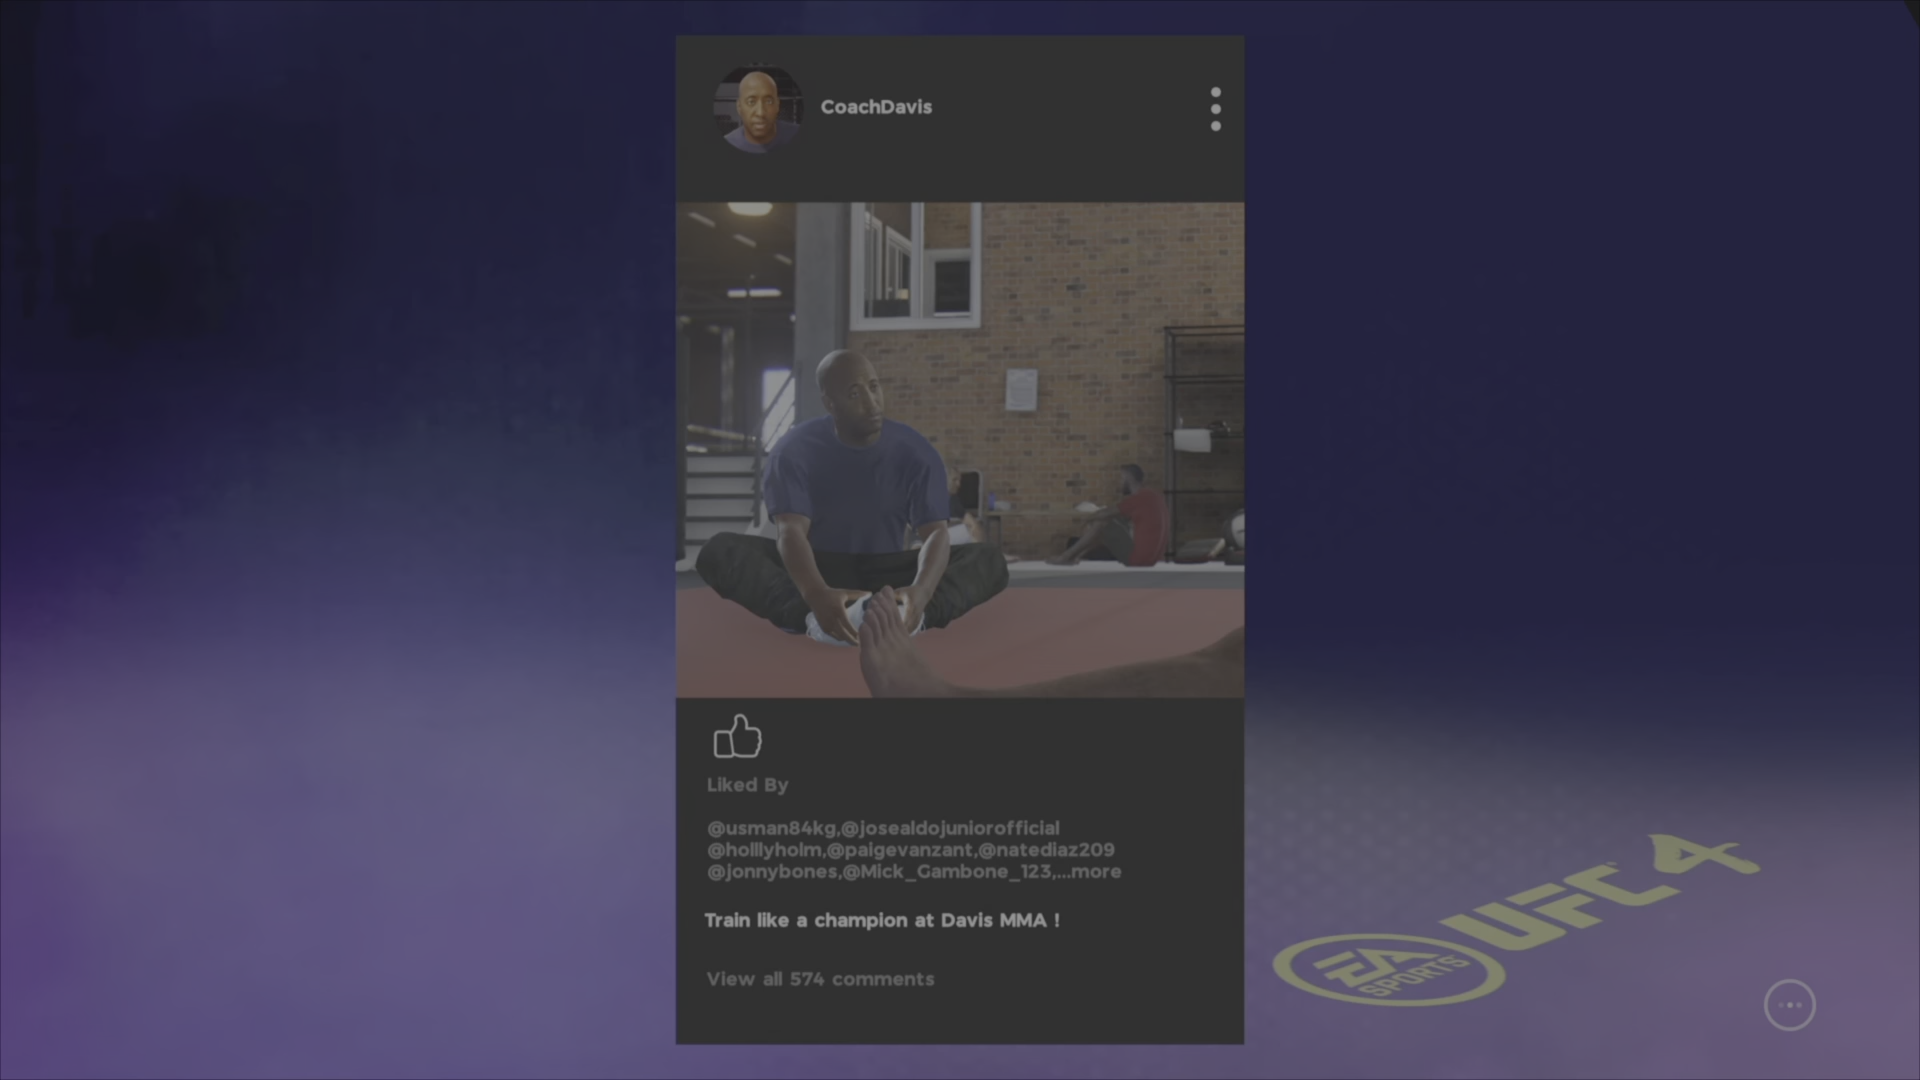 CoachDavis
Liked By
@usman84kg,@josealdojuniorofficial
@holllyholm,@paigevanzant,@natediaz209
@jonnybones,@Mick_Gambone_123,...more
Train like a champion at Davis MMA !
View all 574 comments
EA SPORTS UFC 4